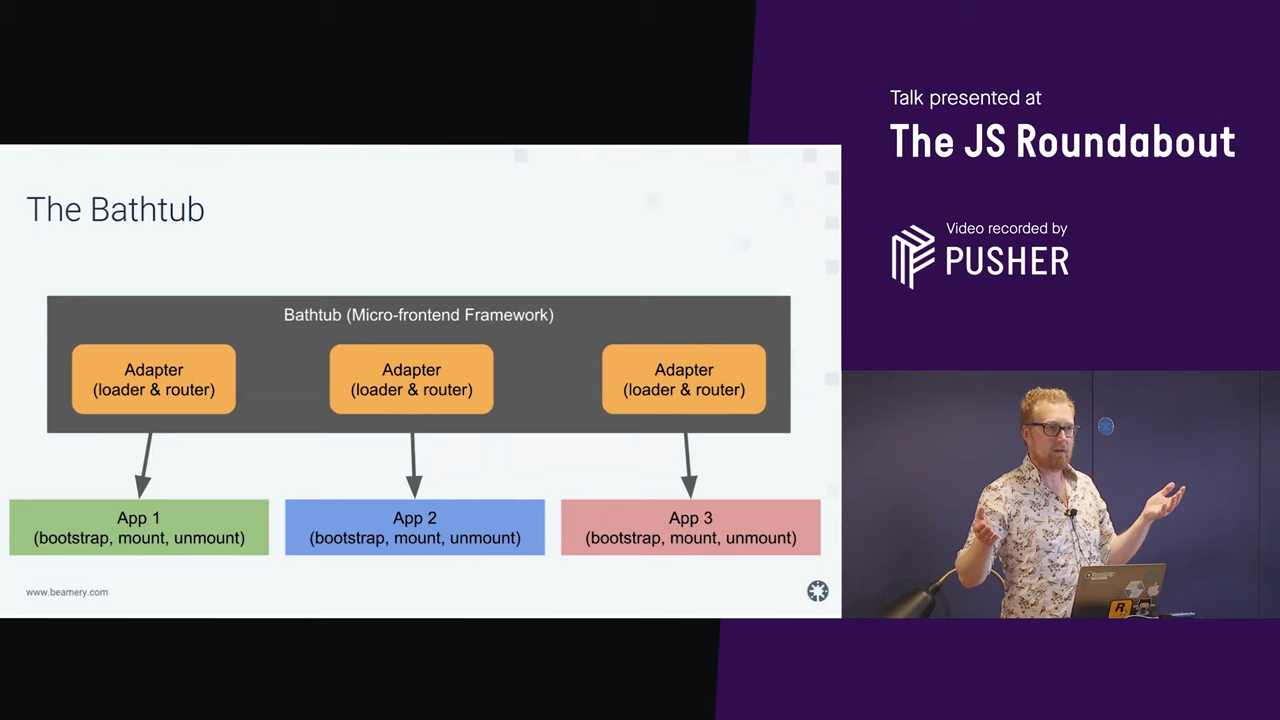 Talk presented at
The JS Roundabout
Video recorded by
PUSHER
The Bathtub
Bathtub (Micro-frontend Framework)
Adapter
(loader & router)
Adapter
(loader & router)
Adapter
(loader & router)
App 1
(bootstrap, mount, unmount)
App 2
(bootstrap, mount, unmount)
App 3
(bootstrap, mount, unmount)
www.beamery.com
R